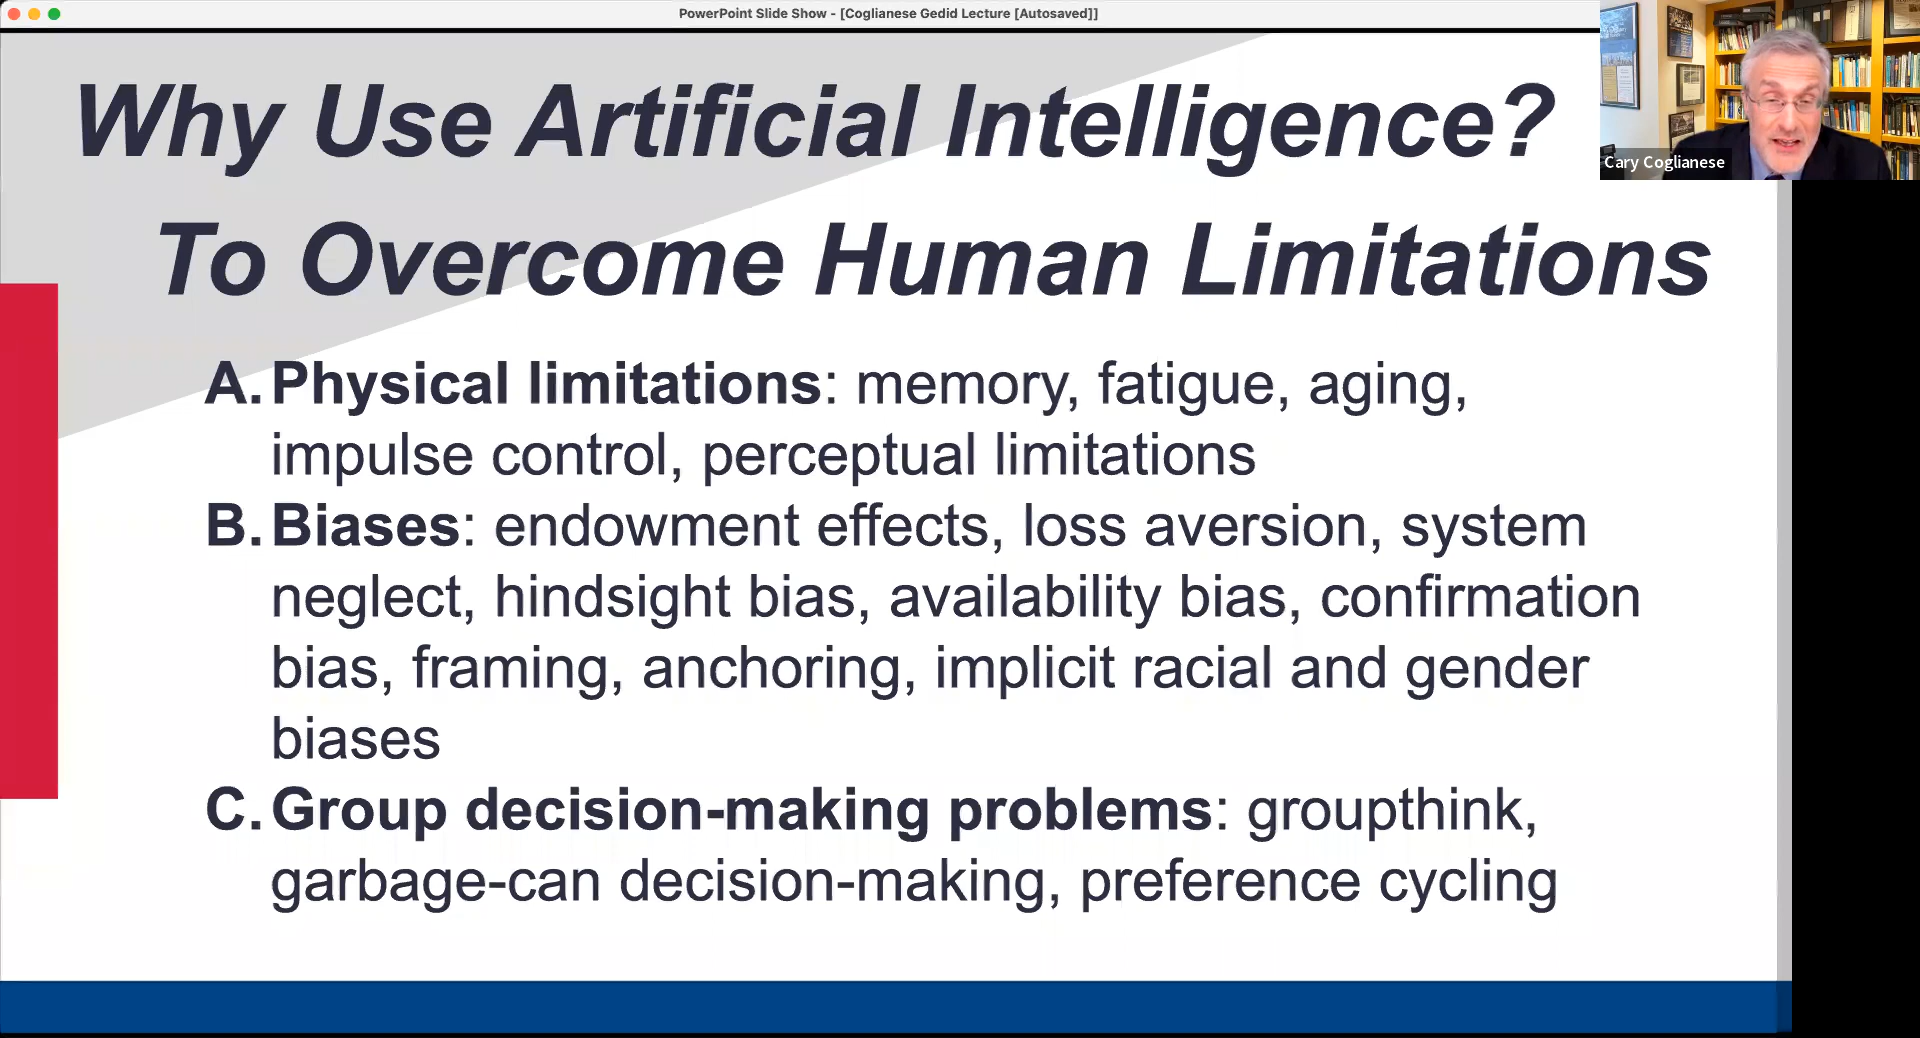 PowerPoint Slide Show - [Coglianese Gedid Lecture [Autosaved]]
Why Use Artificial Intelligence?
To Overcome Human Limitations
Cary Coglianese
A. Physical limitations: memory, fatigue, aging,
impulse control, perceptual limitations
B. Biases: endowment effects, loss aversion, system
neglect, hindsight bias, availability bias, confirmation
bias, framing, anchoring, implicit racial and gender
biases
C. Group decision-making problems: groupthink,
garbage-can decision-making, preference cycling